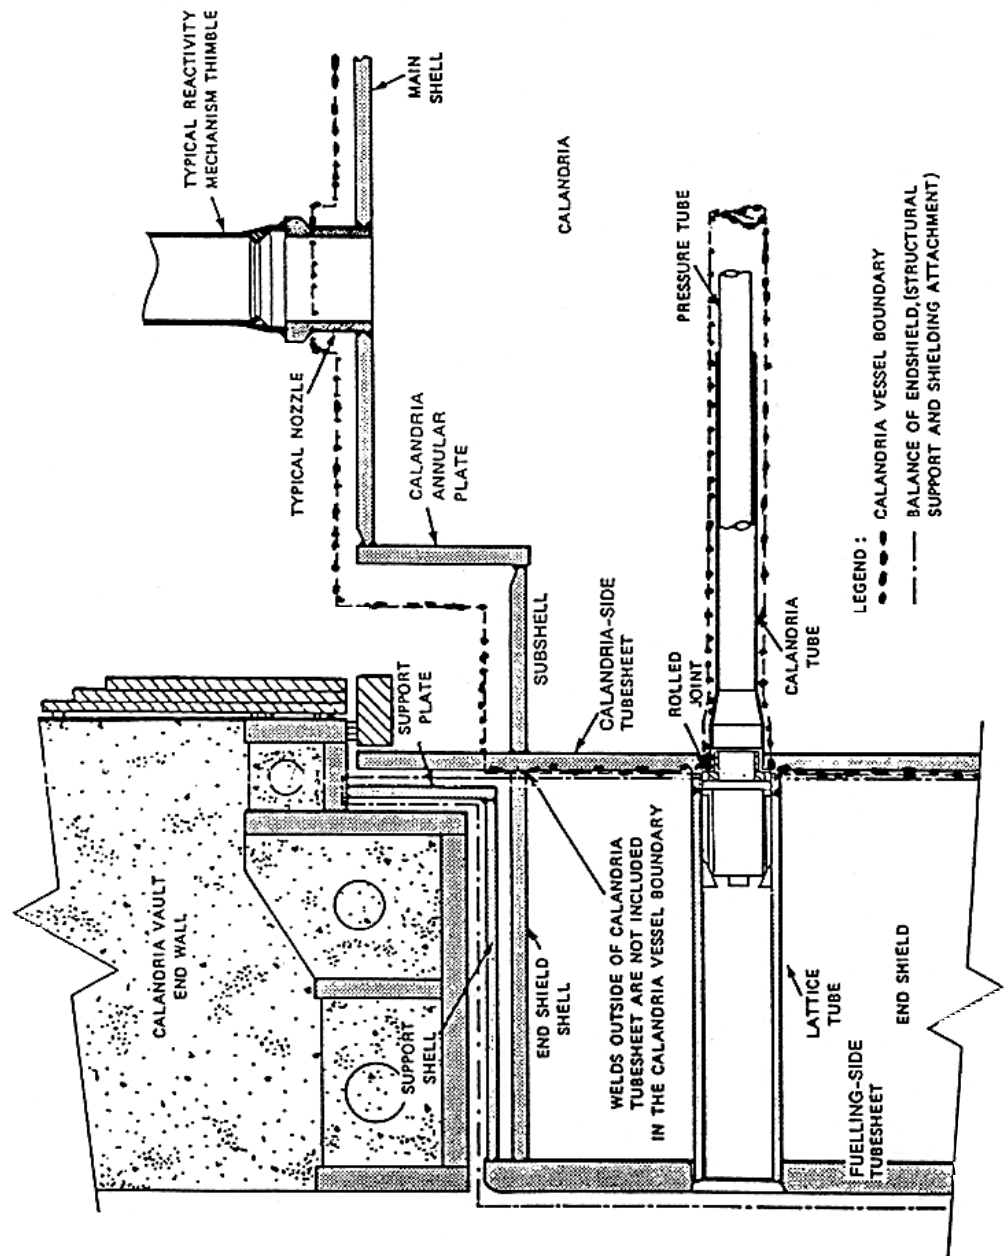 TYPICAL REACTIVITY
MECHANISM THIMBLE
MAIN
SHELL
TYPICAL NOZZLE
CALANDRIA
ANNULAR
PLATE
CALANDRIA
PRESSURE TUBE
CALANDRIA VAULT
END WALL
SUPPORT
PLATE
SUBSHELL
CALANDRIA-SIDE
TUBESHEET
ROLLED
JOINT
CALANDRIA
TUBE
SUPPORT
SHELL
END SHIELD
SHELL
WELDS OUTSIDE OF CALANDRIA
TUBESHEET ARE NOT INCLUDED
IN THE CALANDRIA VESSEL BOUNDARY
LATTICE
TUBE
END SHIELD
FUELLING-SIDE
TUBESHEET
LEGEND:
CALANDRIA VESSEL BOUNDARY
BALANCE OF ENDSHIELD, (STRUCTURAL
SUPPORT AND SHIELDING ATTACHMENT)